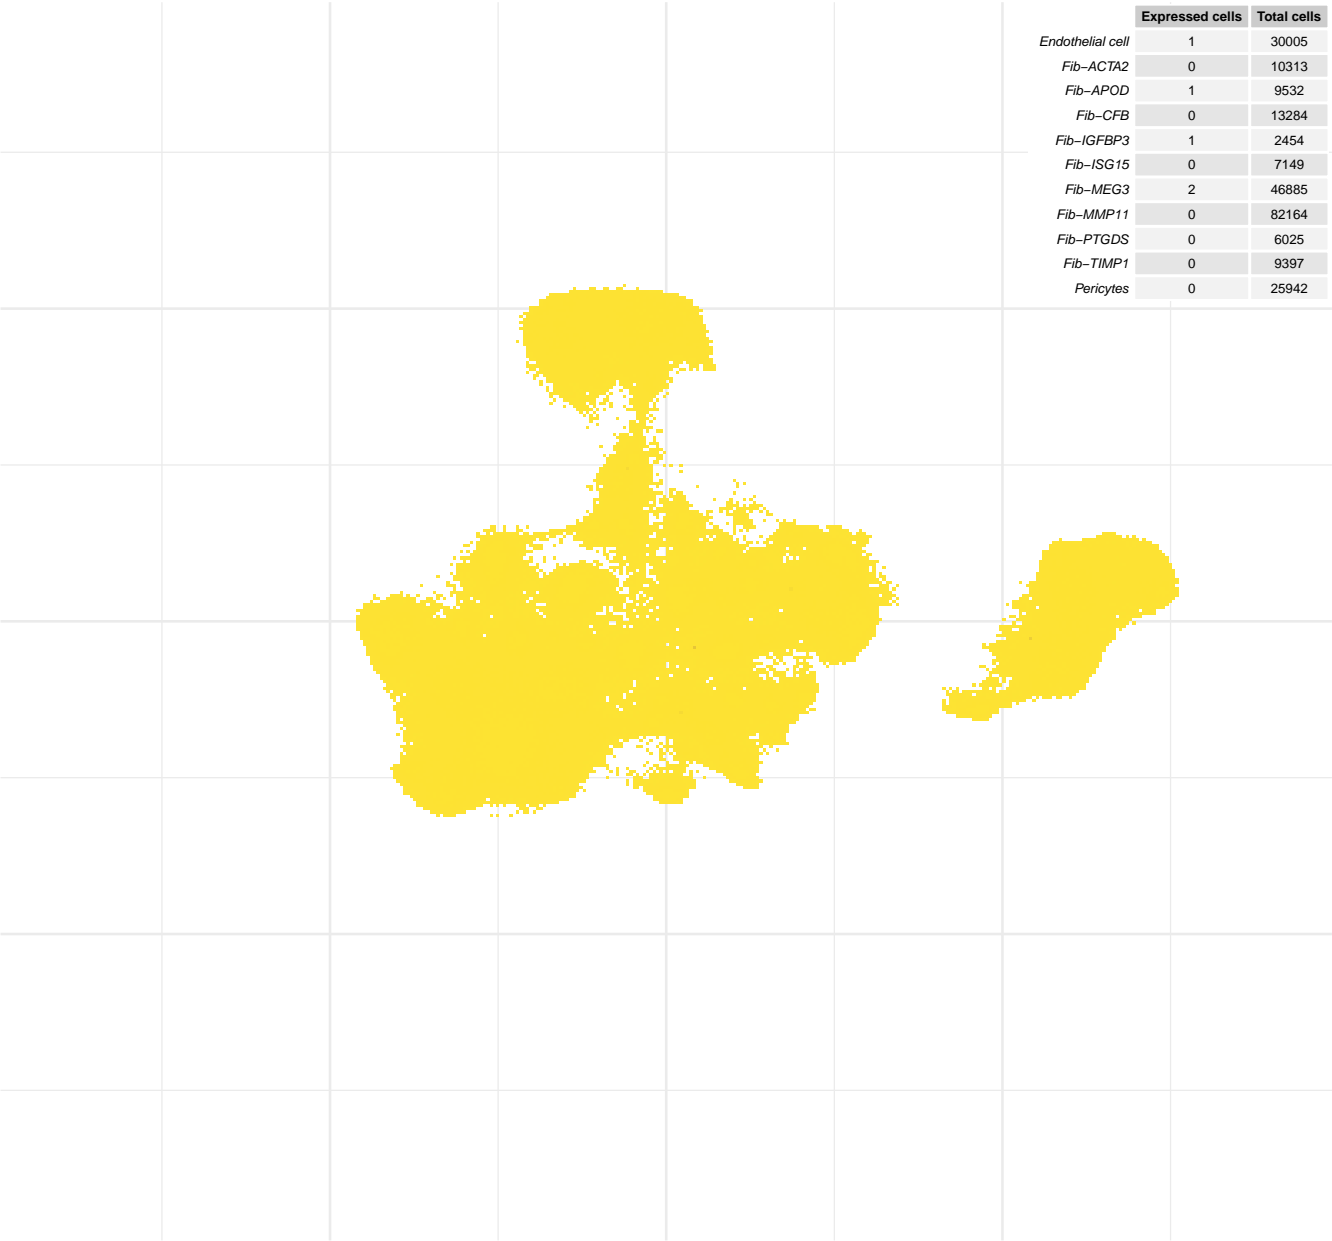 Expressed cells Total cells
Endothelial cell 1 30005
Fib−ACTA2 0 10313
Fib−APOD 1 9532
Fib−CFB 0 13284
Fib−IGFBP3 1 2454
Fib−ISG15 0 7149
Fib−MEG3 2 46885
Fib−MMP11 0 82164
Fib−PTGDS 0 6025
Fib−TIMP1 0 9397
Pericytes 0 25942